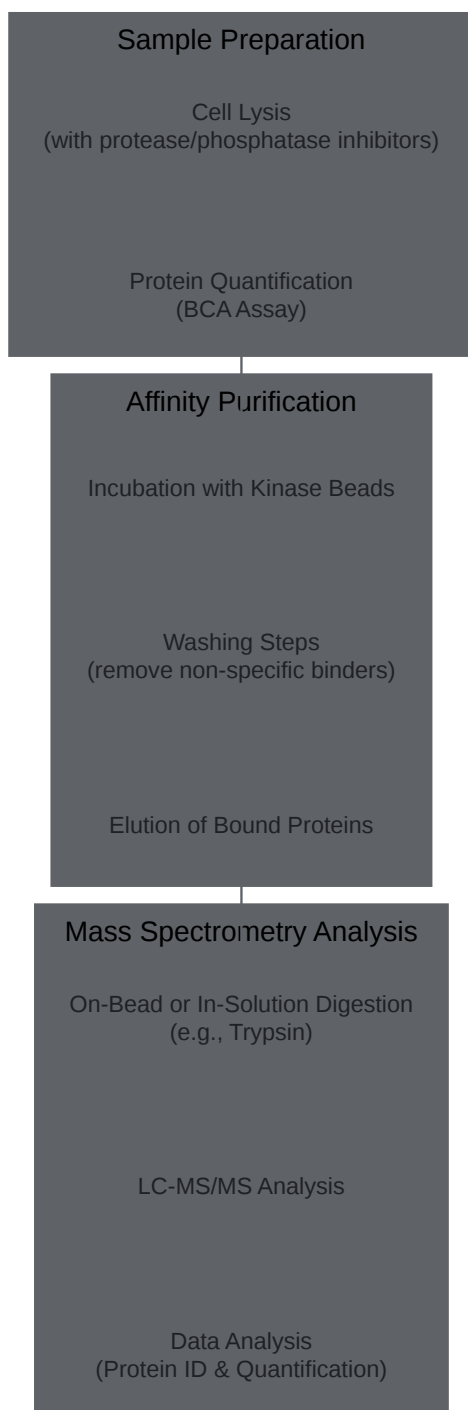 Sample Preparation
Cell Lysis
(with protease/phosphatase inhibitors)
Protein Quantification
(BCA Assay)
Affinity Purification
Incubation with Kinase Beads
Washing Steps
(remove non-specific binders)
Elution of Bound Proteins
Mass Spectrometry Analysis
On-Bead or In-Solution Digestion
(e.g., Trypsin)
LC-MS/MS Analysis
Data Analysis
(Protein ID & Quantification)